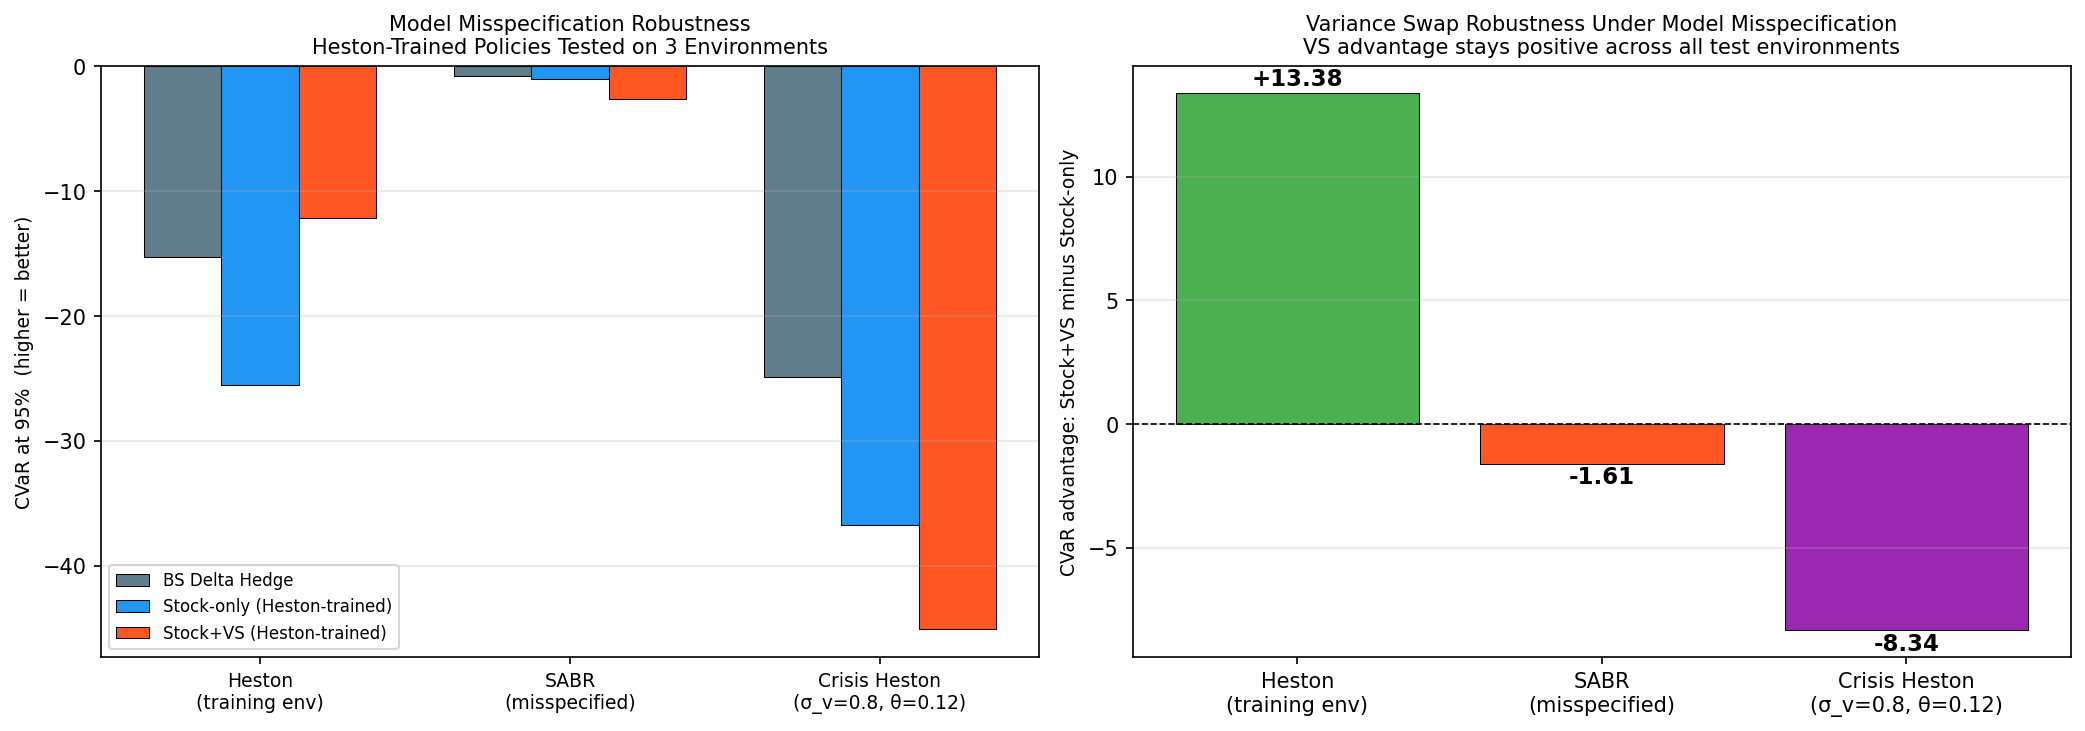 Model Misspecification Robustness
Heston-Trained Policies Tested on 3 Environments
CVaR at 95%  (higher = better)
0
−10
−20
−30
−40
BS Delta Hedge
Stock-only (Heston-trained)
Stock+VS (Heston-trained)
Heston
(training env)
SABR
(misspecified)
Crisis Heston
(σ_v=0.8, θ=0.12)
Variance Swap Robustness Under Model Misspecification
VS advantage stays positive across all test environments
CVaR advantage: Stock+VS minus Stock-only
10
5
0
−5
+13.38
-1.61
-8.34
Heston
(training env)
SABR
(misspecified)
Crisis Heston
(σ_v=0.8, θ=0.12)